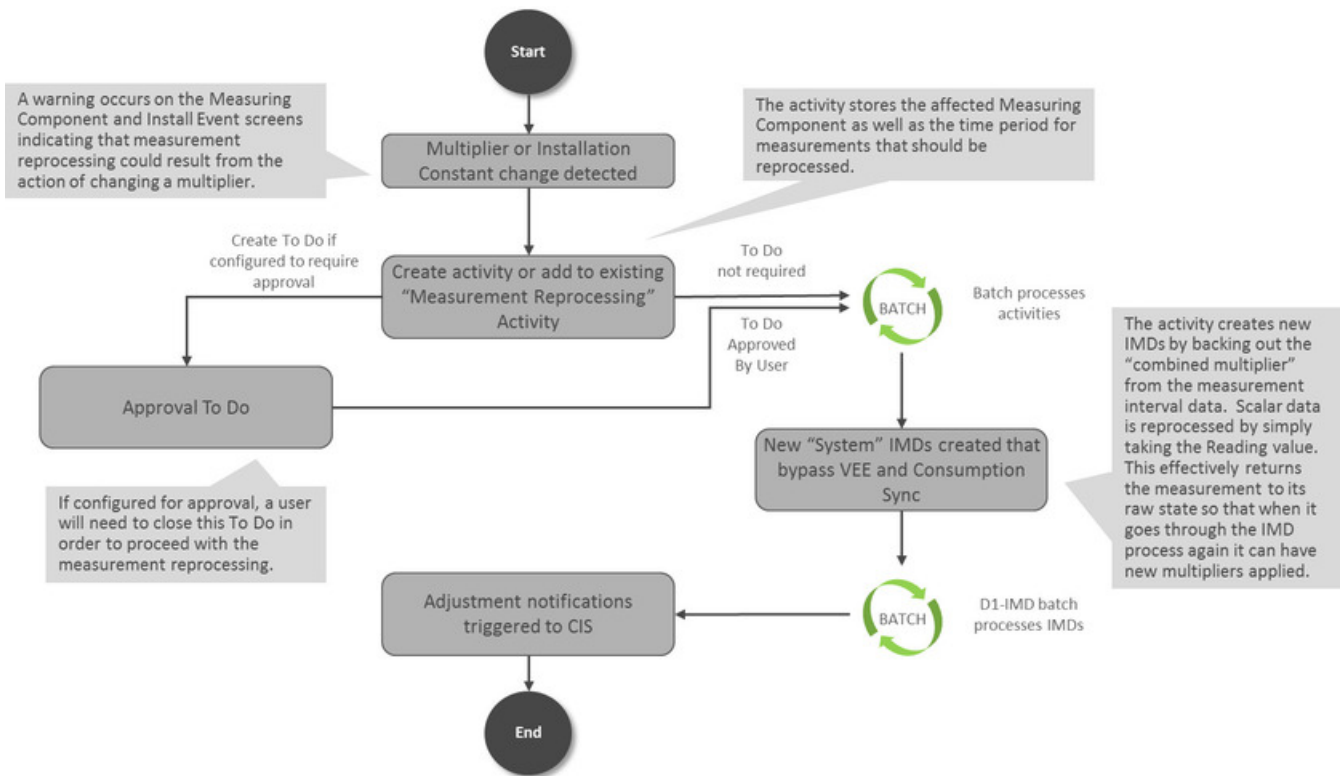 Start
A warning occurs on the Measuring
Component and Install Event screens
indicating that measurement
reprocessing could result from the
action of changing a multiplier.
The activity stores the affected Measuring
Component as well as the time period for
measurements that should be
reprocessed.
Multiplier or Installation
Constant change detected
Create To Do if
configured to require
approval
Create activity or add to existing
“Measurement Reprocessing”
Activity
To Do
not required
BATCH
Batch processes
activities
To Do
Approved
By User
Approval To Do
The activity creates new
IMDs by backing out the
“combined multiplier”
from the measurement
interval data. Scalar data
is reprocessed by simply
taking the Reading value.
This effectively returns
the measurement to its
raw state so that when it
goes through the IMD
process again it can have
new multipliers applied.
New “System” IMDs created that
bypass VEE and Consumption
Sync
If configured for approval, a user
will need to close this To Do in
order to proceed with the
measurement reprocessing.
Adjustment notifications
triggered to CIS
BATCH
D1-IMD batch
processes IMDs
End